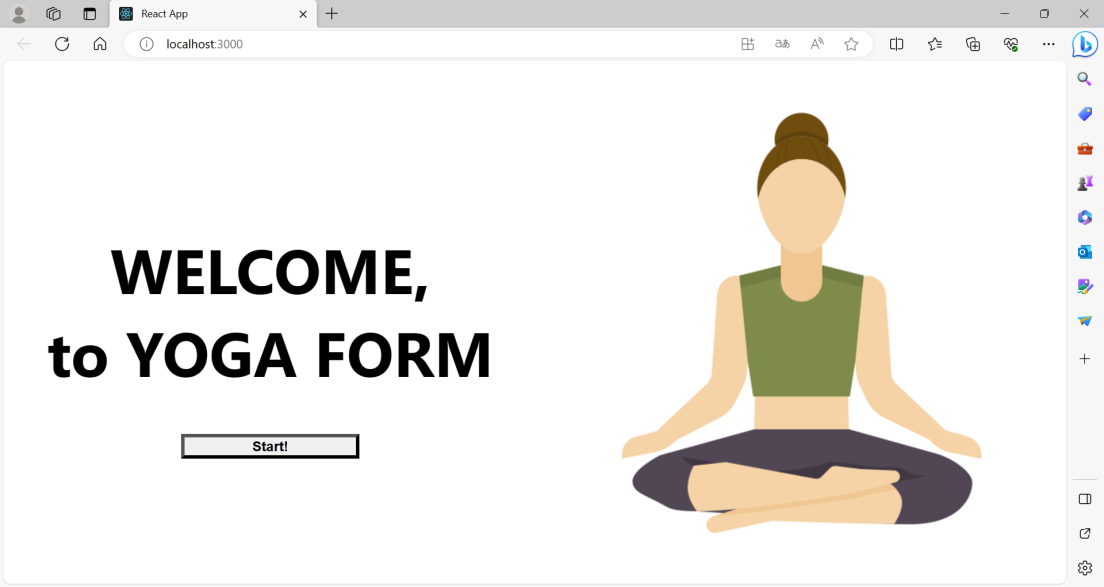 React App
localhost:3000
WELCOME,
to YOGA FORM
Start!